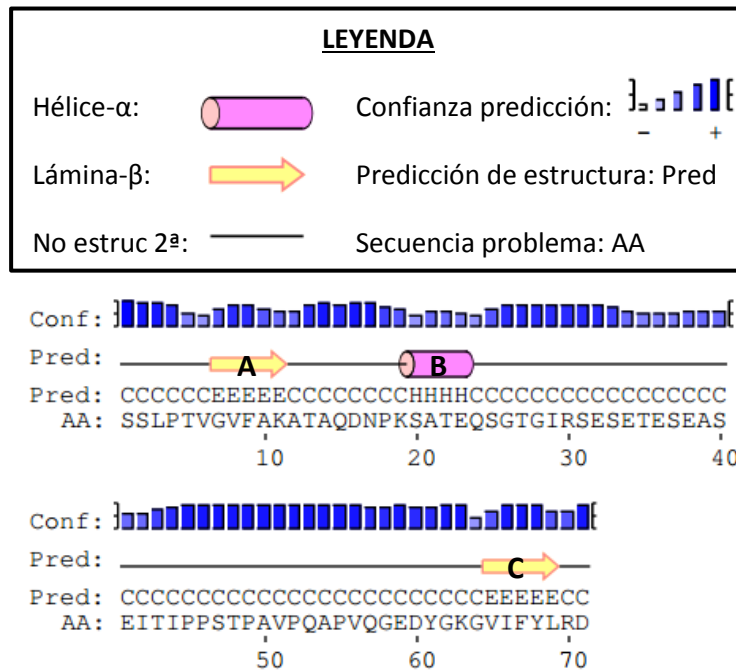 LEYENDA
Hélice-α:
Confianza predicción:
- +
Lámina-β:
Predicción de estructura: Pred
No estruc 2ª:
Secuencia problema: AA
Conf:
Pred: A B
Pred: CCCCCCEEEEECCCCCCCCHHHHCCCCCCCCCCCCCCCCC
AA: SSLPTVGVFAKATAQDNPKSATEQSGTGIRSESETESEAS
10 20 30 40
Conf:
Pred: C
Pred: CCCCCCCCCCCCCCCCCCCCCCCCEEEEECC
AA: EITIPPSTPAVPQAPVQGEDYGKGVIFYLRD
50 60 70